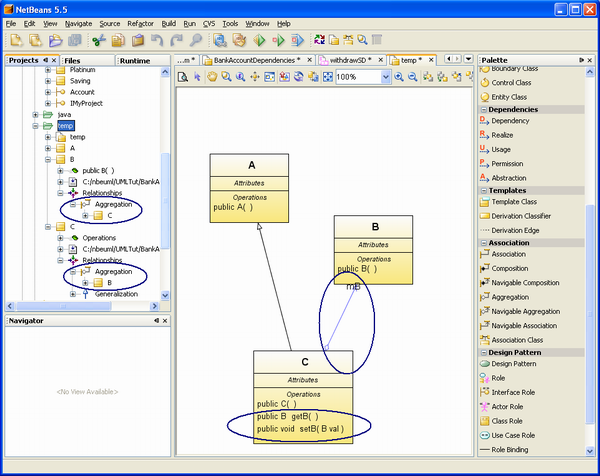 NetBeans 5.5
File Edit View Navigate Source Refactor Build Run CVS Tools Window Help
Projects Files Runtime
Platinum
Saving
Account
IMyProject
java
temp
temp
A
B
public B( )
C:/nbeuml/UMLTut/BankA
Relationships
Aggregation
C
C
Operations
C:/nbeuml/UMLTut/BankA
Relationships
Aggregation
B
Generalization
Navigator
<No View Available>
...m * BankAccountDependencies * withdrawSD * temp *
100%
A
Attributes
Operations
public A( )
B
Attributes
Operations
public B( )
mB
C
Attributes
Operations
public C( )
public B getB( )
public void setB( B val )
Palette
Boundary Class
Control Class
Entity Class
Dependencies
Dependency
Realize
Usage
Permission
Abstraction
Templates
Template Class
Derivation Classifier
Derivation Edge
Association
Association
Composition
Navigable Composition
Aggregation
Navigable Aggregation
Navigable Association
Association Class
Design Pattern
Design Pattern
Role
Interface Role
Actor Role
Class Role
Use Case Role
Role Binding